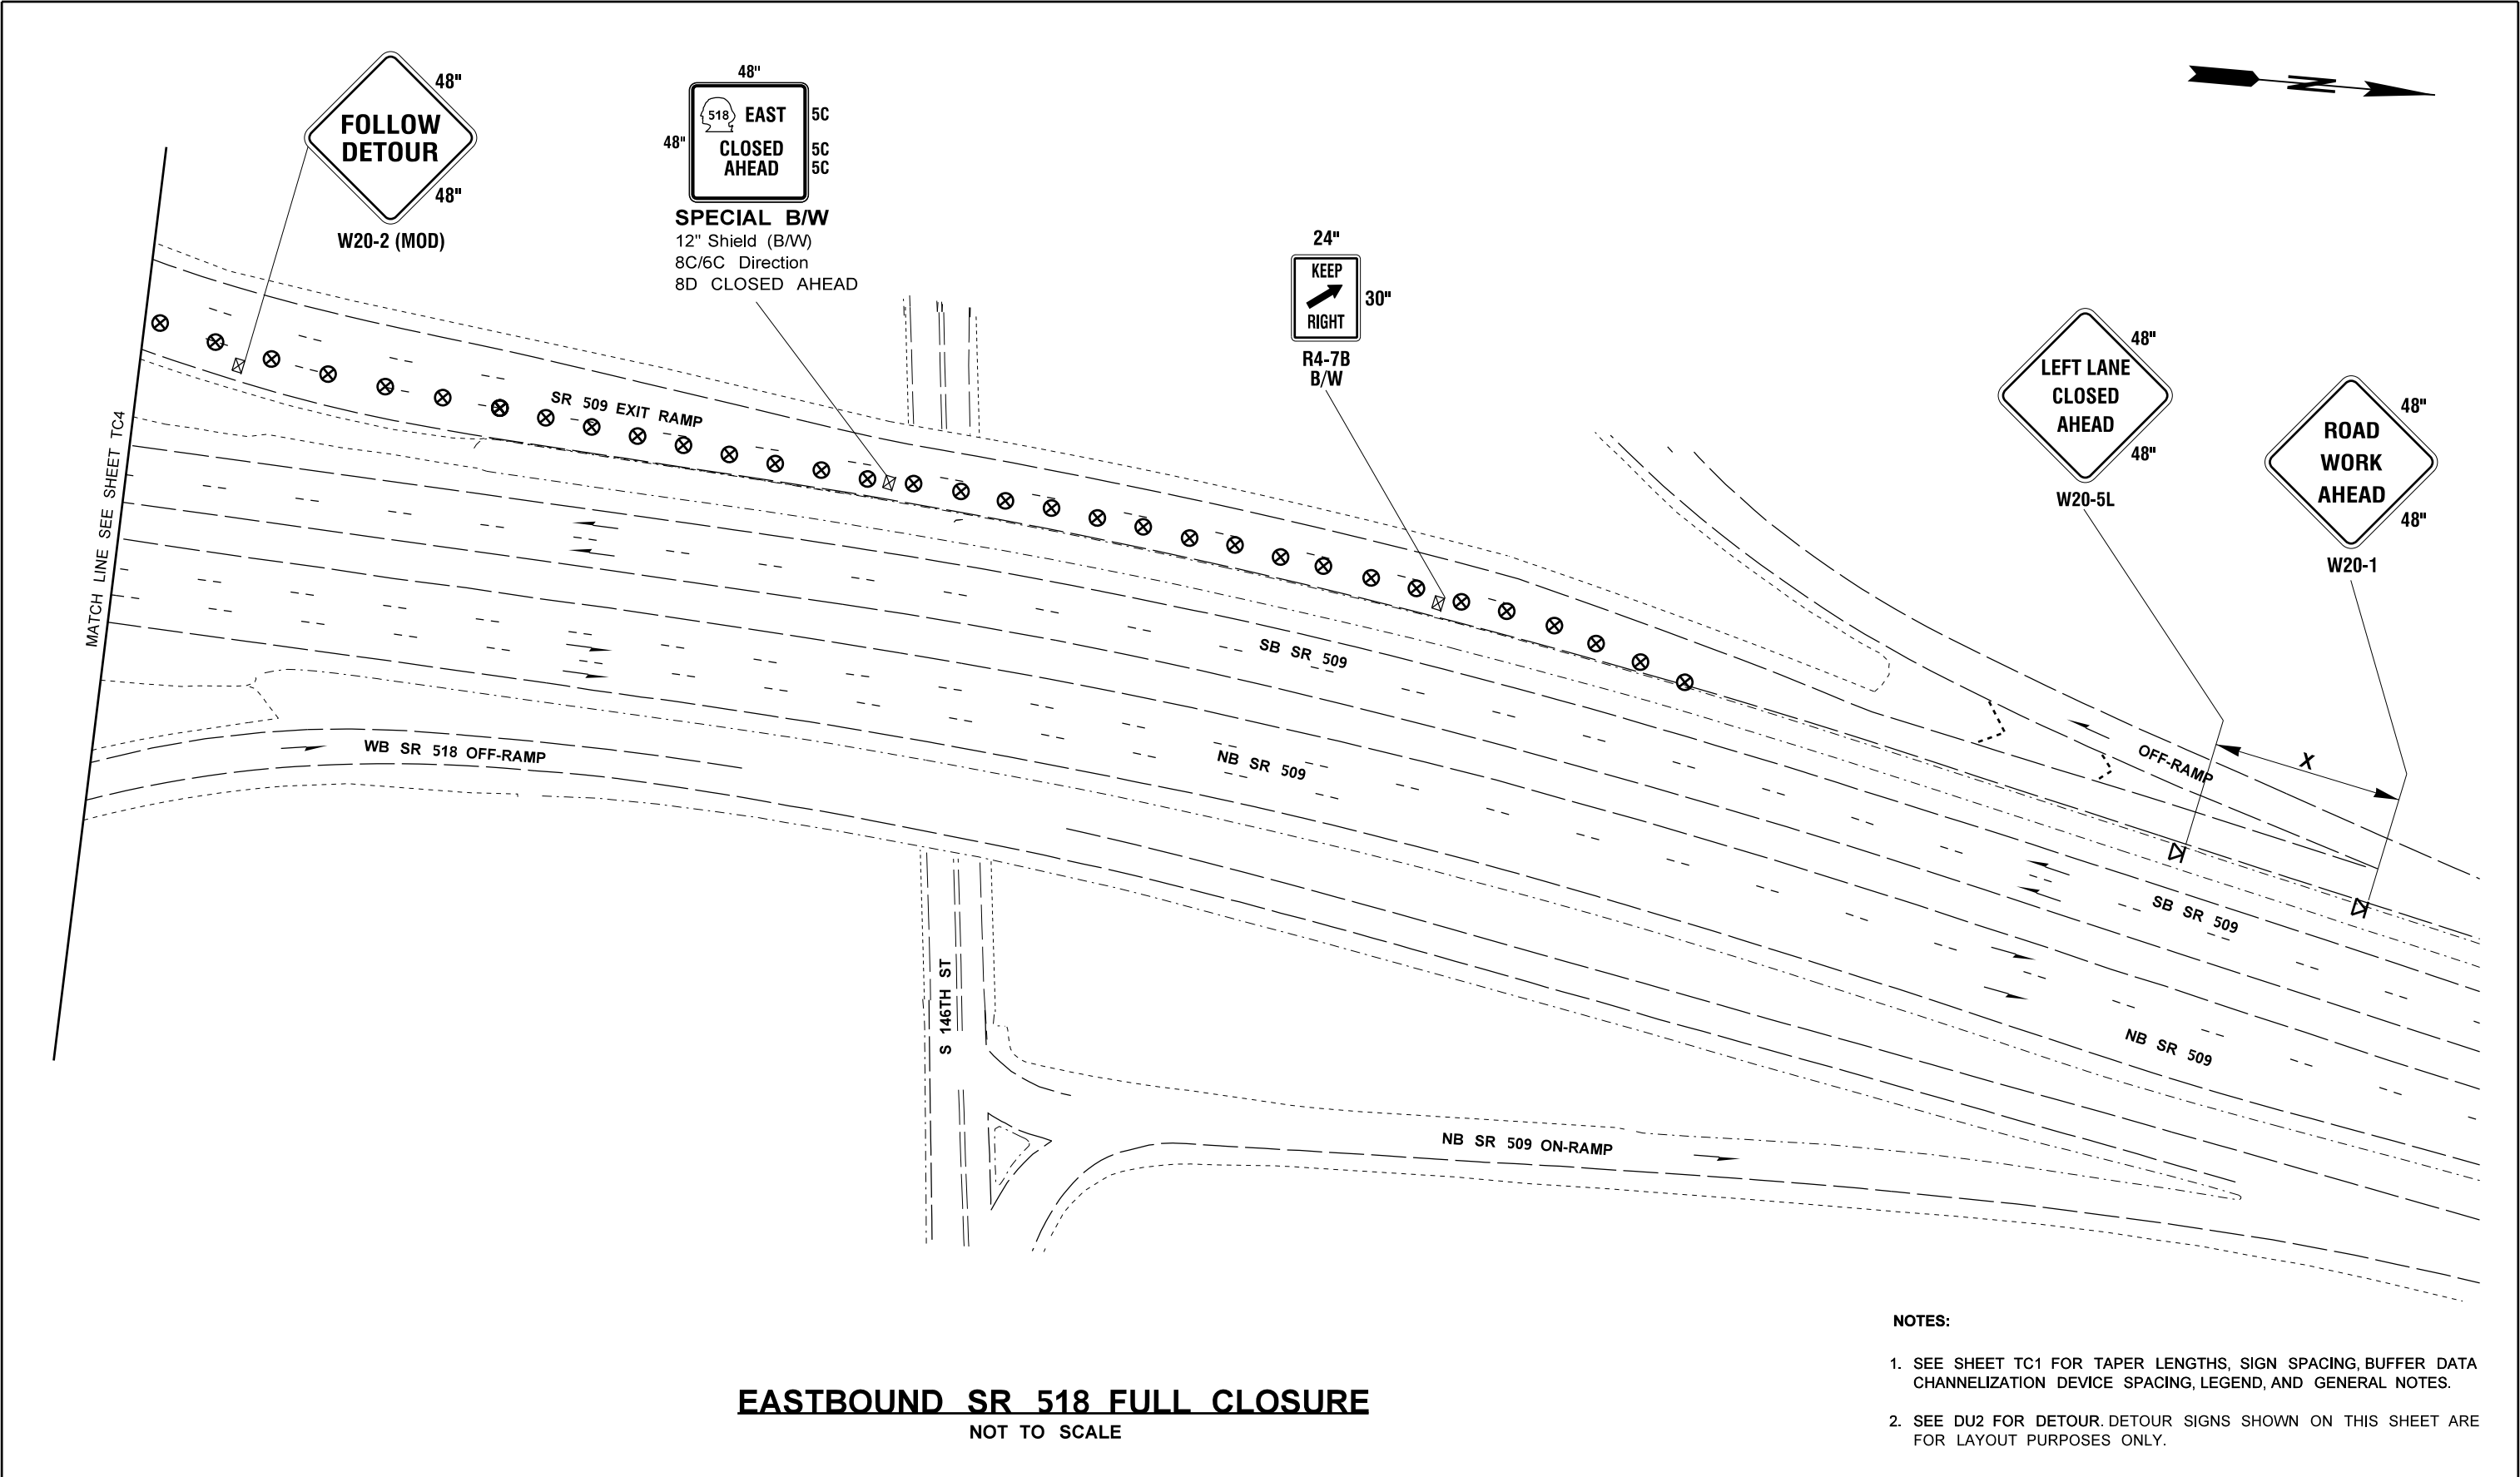 FOLLOW
DETOUR
48"
48"
W20-2 (MOD)
48"
48"
518 EAST
CLOSED
AHEAD
5C
5C
5C
SPECIAL B/W
12" Shield (B/W)
8C/6C Direction
8D CLOSED AHEAD
24"
KEEP
RIGHT
30"
R4-7B
B/W
LEFT LANE
CLOSED
AHEAD
48"
48"
W20-5L
ROAD
WORK
AHEAD
48"
48"
W20-1
N
MATCH LINE SEE SHEET TC4
SR 509 EXIT RAMP
SB SR 509
NB SR 509
WB SR 518 OFF-RAMP
OFF-RAMP
X
SB SR 509
NB SR 509
S 146TH ST
NB SR 509 ON-RAMP
EASTBOUND SR 518 FULL CLOSURE
NOT TO SCALE
NOTES:
1. SEE SHEET TC1 FOR TAPER LENGTHS, SIGN SPACING, BUFFER DATA
CHANNELIZATION DEVICE SPACING, LEGEND, AND GENERAL NOTES.
2. SEE DU2 FOR DETOUR. DETOUR SIGNS SHOWN ON THIS SHEET ARE
FOR LAYOUT PURPOSES ONLY.